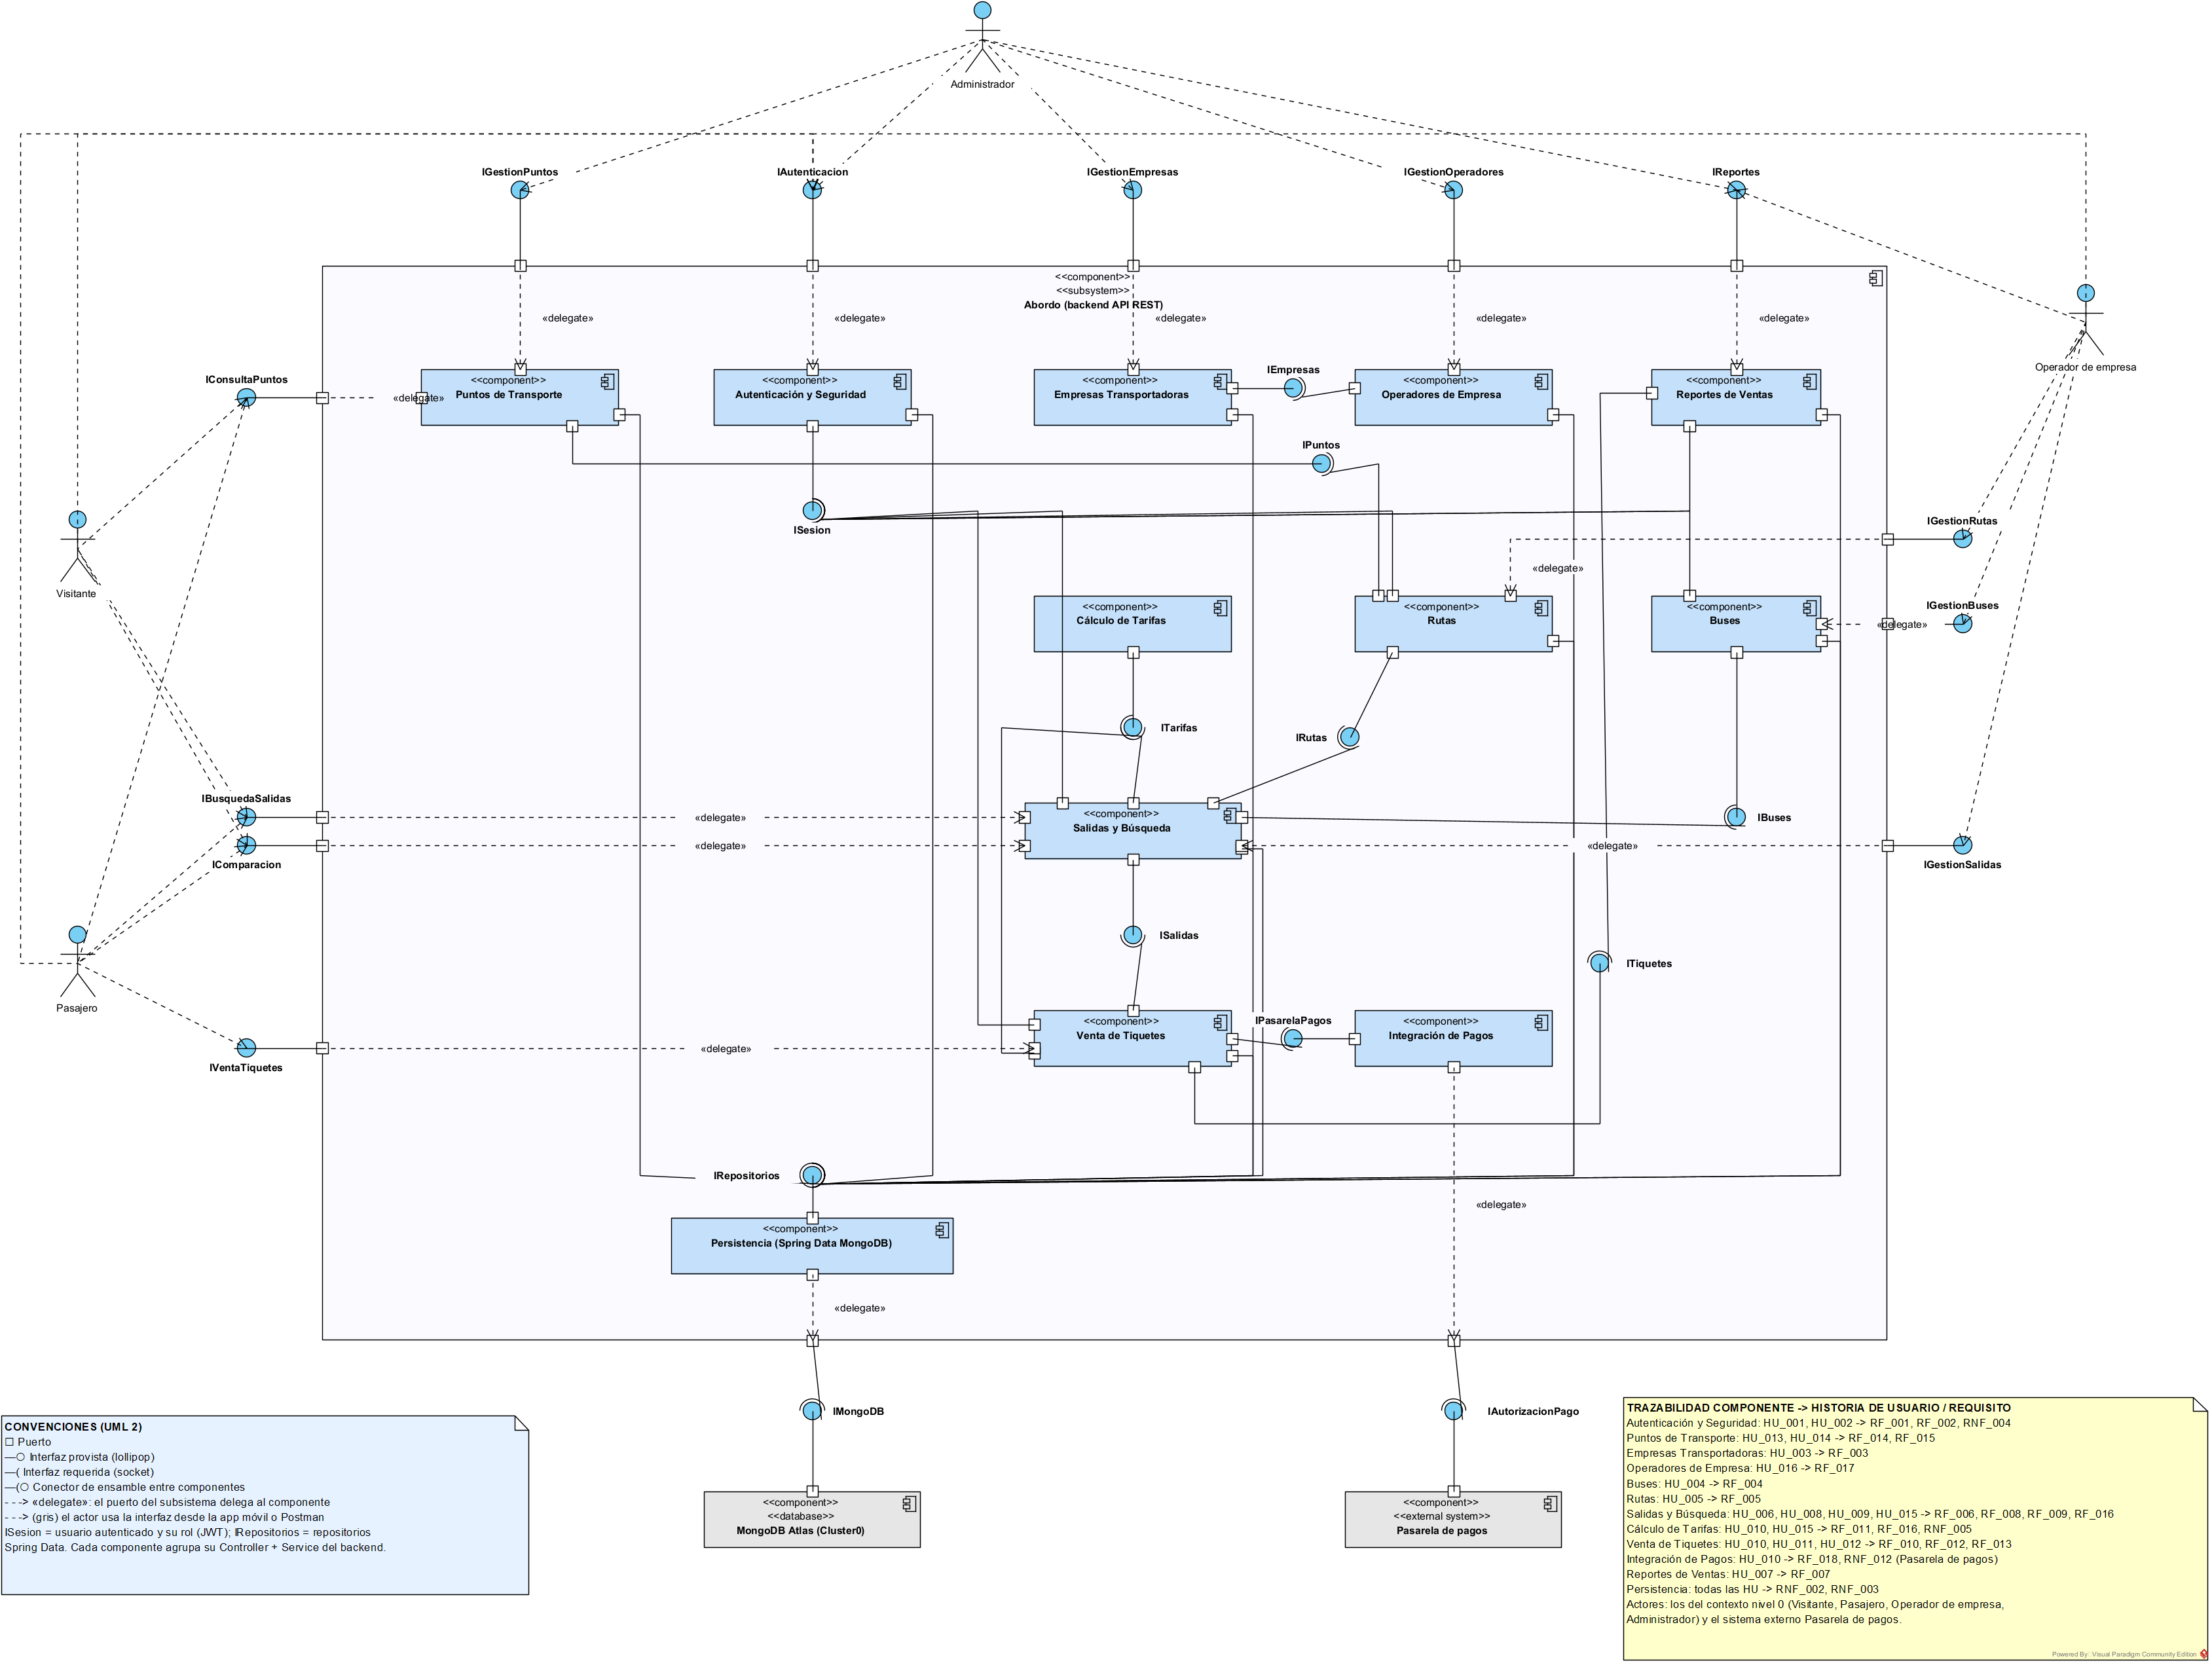 Administrador
IGestionPuntos
IAutenticacion
IGestionEmpresas
IGestionOperadores
IReportes
<<component>>
<<subsystem>>
Abordo (backend API REST)
«delegate»
«delegate»
«delegate»
«delegate»
«delegate»
Operador de empresa
IConsultaPuntos
«delegate»
<<component>>
Puntos de Transporte
<<component>>
Autenticación y Seguridad
<<component>>
Empresas Transportadoras
IEmpresas
<<component>>
Operadores de Empresa
<<component>>
Reportes de Ventas
IPuntos
ISesion
Visitante
IGestionRutas
«delegate»
IGestionBuses
«delegate»
<<component>>
Cálculo de Tarifas
<<component>>
Rutas
<<component>>
Buses
ITarifas
IRutas
IBusquedaSalidas
«delegate»
<<component>>
Salidas y Búsqueda
IBuses
IComparacion
«delegate»
«delegate»
IGestionSalidas
ISalidas
ITiquetes
Pasajero
IVentaTiquetes
«delegate»
<<component>>
Venta de Tiquetes
IPasarelaPagos
<<component>>
Integración de Pagos
IRepositorios
«delegate»
<<component>>
Persistencia (Spring Data MongoDB)
«delegate»
IMongoDB
IAutorizacionPago
<<component>>
<<database>>
MongoDB Atlas (Cluster0)
<<component>>
<<external system>>
Pasarela de pagos
CONVENCIONES (UML 2)
☐ Puerto
—○ Interfaz provista (lollipop)
—( Interfaz requerida (socket)
—(○ Conector de ensamble entre componentes
- - -> «delegate»: el puerto del subsistema delega al componente
- - -> (gris) el actor usa la interfaz desde la app móvil o Postman
ISesion = usuario autenticado y su rol (JWT); IRepositorios = repositorios
Spring Data. Cada componente agrupa su Controller + Service del backend.
TRAZABILIDAD COMPONENTE -> HISTORIA DE USUARIO / REQUISITO
Autenticación y Seguridad: HU_001, HU_002 -> RF_001, RF_002, RNF_004
Puntos de Transporte: HU_013, HU_014 -> RF_014, RF_015
Empresas Transportadoras: HU_003 -> RF_003
Operadores de Empresa: HU_016 -> RF_017
Buses: HU_004 -> RF_004
Rutas: HU_005 -> RF_005
Salidas y Búsqueda: HU_006, HU_008, HU_009, HU_015 -> RF_006, RF_008, RF_009, RF_016
Cálculo de Tarifas: HU_010, HU_015 -> RF_011, RF_016, RNF_005
Venta de Tiquetes: HU_010, HU_011, HU_012 -> RF_010, RF_012, RF_013
Integración de Pagos: HU_010 -> RF_018, RNF_012 (Pasarela de pagos)
Reportes de Ventas: HU_007 -> RF_007
Persistencia: todas las HU -> RNF_002, RNF_003
Actores: los del contexto nivel 0 (Visitante, Pasajero, Operador de empresa,
Administrador) y el sistema externo Pasarela de pagos.
Powered By Visual Paradigm Community Edition